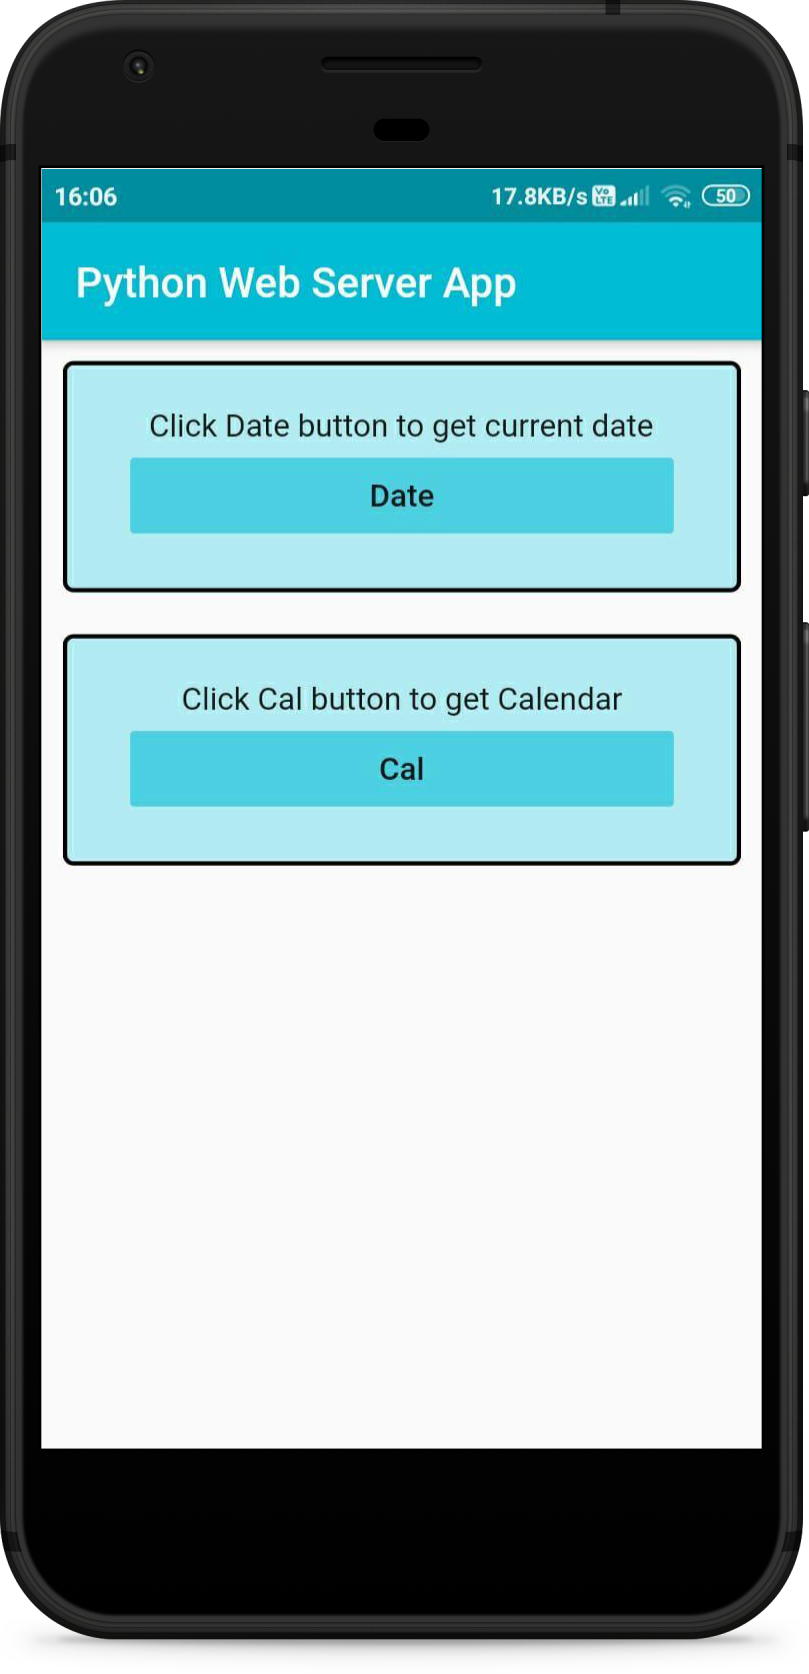 16:06 17.8KB/s Vo LTE 50
Python Web Server App
Click Date button to get current date
Date
Click Cal button to get Calendar
Cal